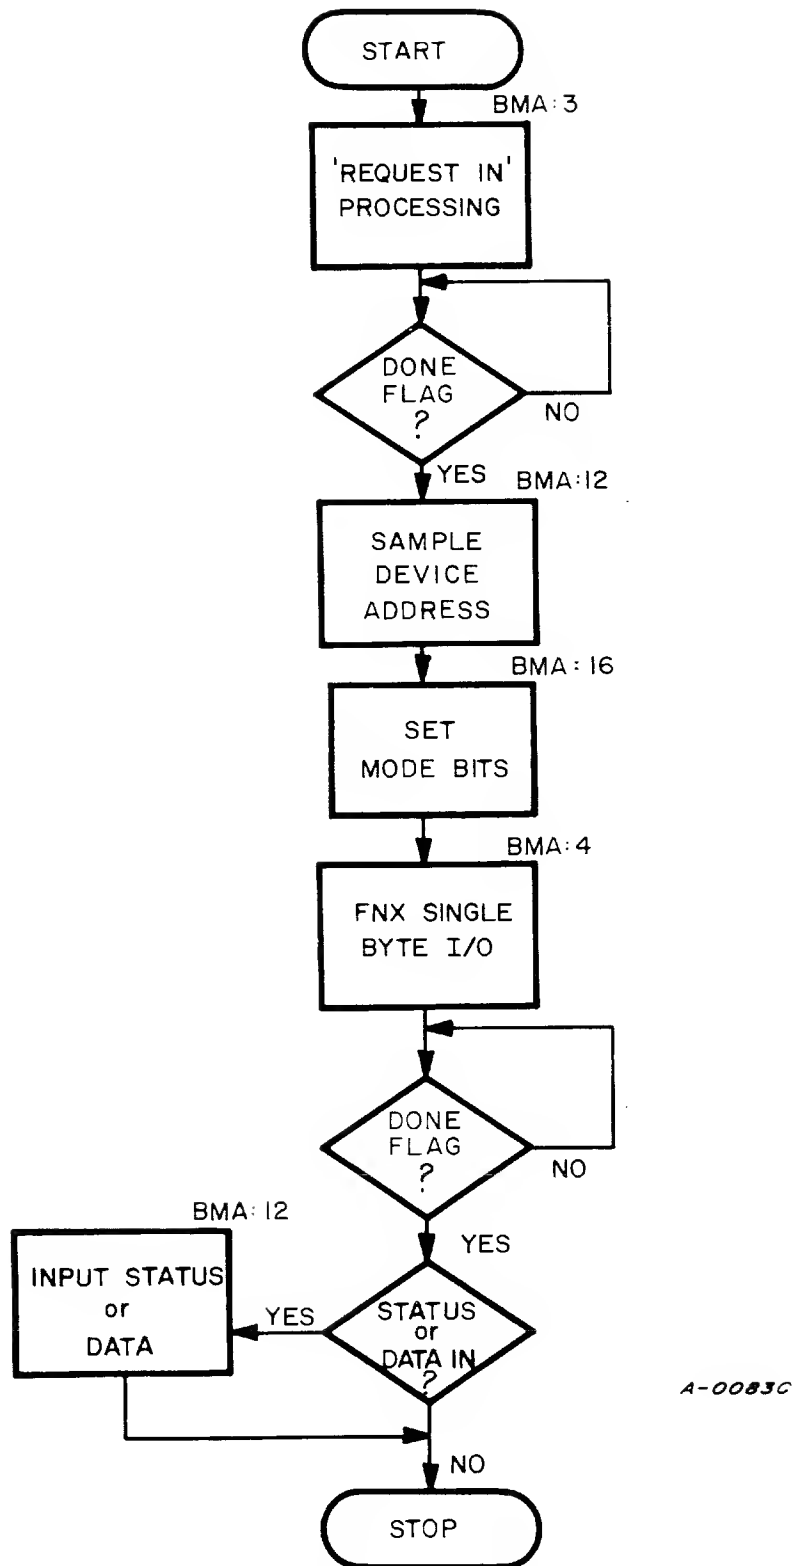 START
BMA:3
'REQUEST IN'
PROCESSING
DONE
FLAG
?
NO
YES
BMA:12
SAMPLE
DEVICE
ADDRESS
BMA:16
SET
MODE BITS
BMA:4
FNX SINGLE
BYTE I/O
DONE
FLAG
?
NO
YES
BMA:12
INPUT STATUS
or
DATA
YES
STATUS
or
DATA IN
?
A-0083C
NO
STOP